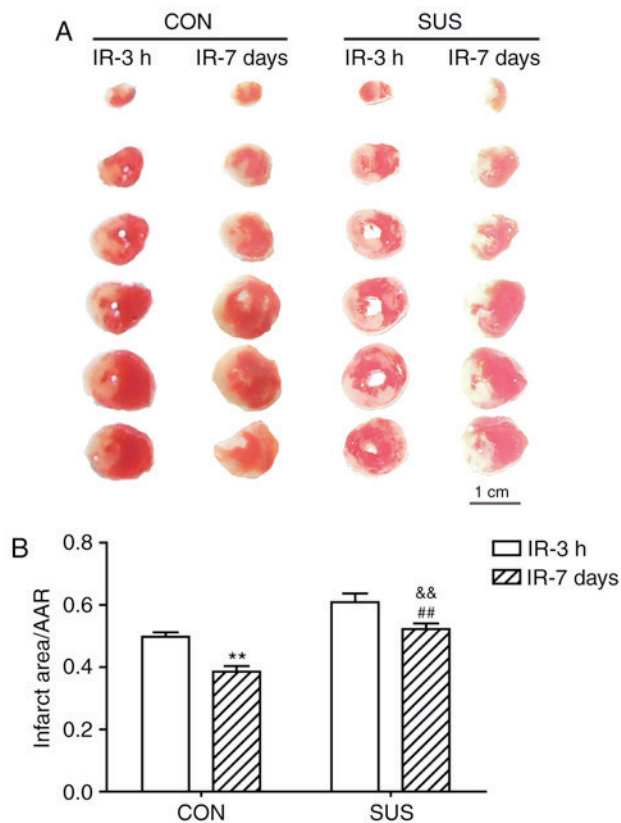 A
CON
SUS
IR-3 h
IR-7 days
IR-3 h
IR-7 days
1 cm
B
Infarct area/AAR
0.8
0.6
0.4
0.2
0.0
**
&&
##
CON
SUS
IR-3 h
IR-7 days